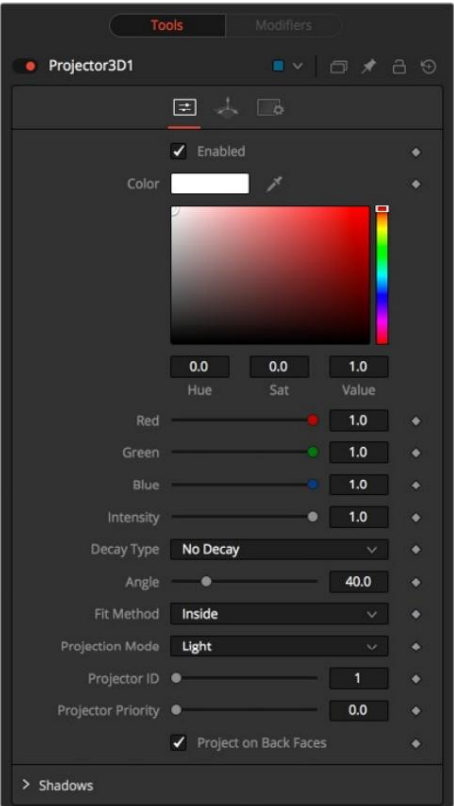 Tools Modifiers
Projector3D1
Enabled
Color
0.0 0.0 1.0
Hue Sat Value
Red 1.0
Green 1.0
Blue 1.0
Intensity 1.0
Decay Type No Decay
Angle 40.0
Fit Method Inside
Projection Mode Light
Projector ID 1
Projector Priority 0.0
Project on Back Faces
Shadows